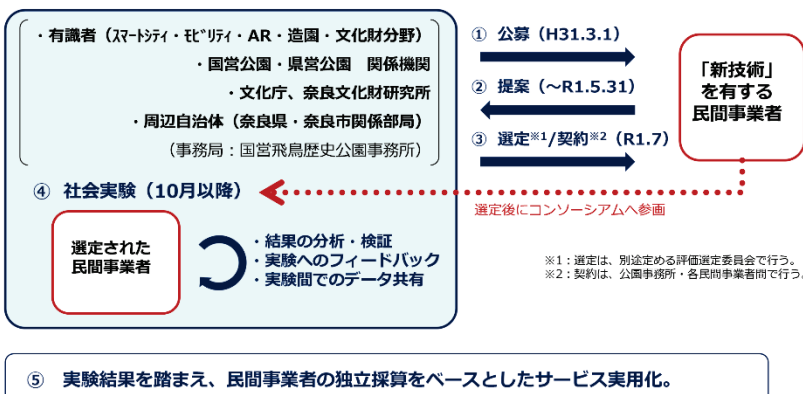 ・有識者（ｽﾏｰﾄｼﾃｨ・ﾓﾋﾞﾘﾃｨ・AR・造園・文化財分野）
・国営公園・県営公園　関係機関
・文化庁、奈良文化財研究所
・周辺自治体（奈良県・奈良市関係部局）
（事務局：国営飛鳥歴史公園事務所）
① 公募（H31.3.1）
② 提案（～R1.5.31）
③ 選定※1/契約※2（R1.7）
「新技術」
を有する
民間事業者
④ 社会実験（10月以降）
選定後にコンソーシアムへ参画
選定された
民間事業者
・結果の分析・検証
・実験へのフィードバック
・実験間でのデータ共有
※1：選定は、別途定める評価選定委員会で行う。
※2：契約は、公園事務所・各民間事業者間で行う。
⑤ 実験結果を踏まえ、民間事業者の独立採算をベースとしたサービス実用化。